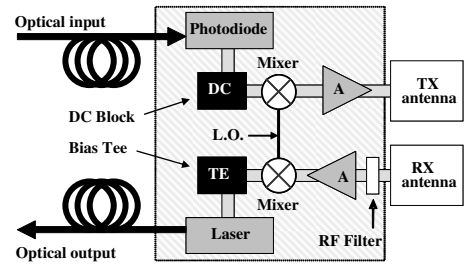 Optical input
Photodiode
Mixer
DC
A
TX
antenna
DC Block
L.O.
Bias Tee
TE
A
RX
antenna
Mixer
Laser
RF Filter
Optical output